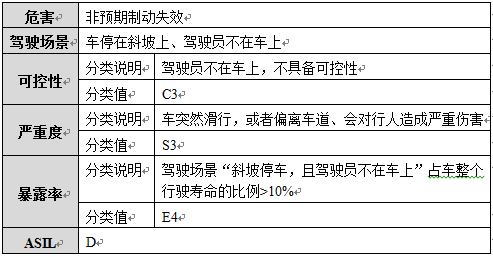 危害 非预期制动失效
驾驶场景 车停在斜坡上、驾驶员不在车上
可控性 分类说明 驾驶员不在车上，不具备可控性
分类值 C3
严重度 分类说明 车突然滑行，或者偏离车道、会对行人造成严重伤害
分类值 S3
暴露率 分类说明 驾驶场景“斜坡停车，且驾驶员不在车上”占车整个
行驶寿命的比例>10%
分类值 E4
ASIL D